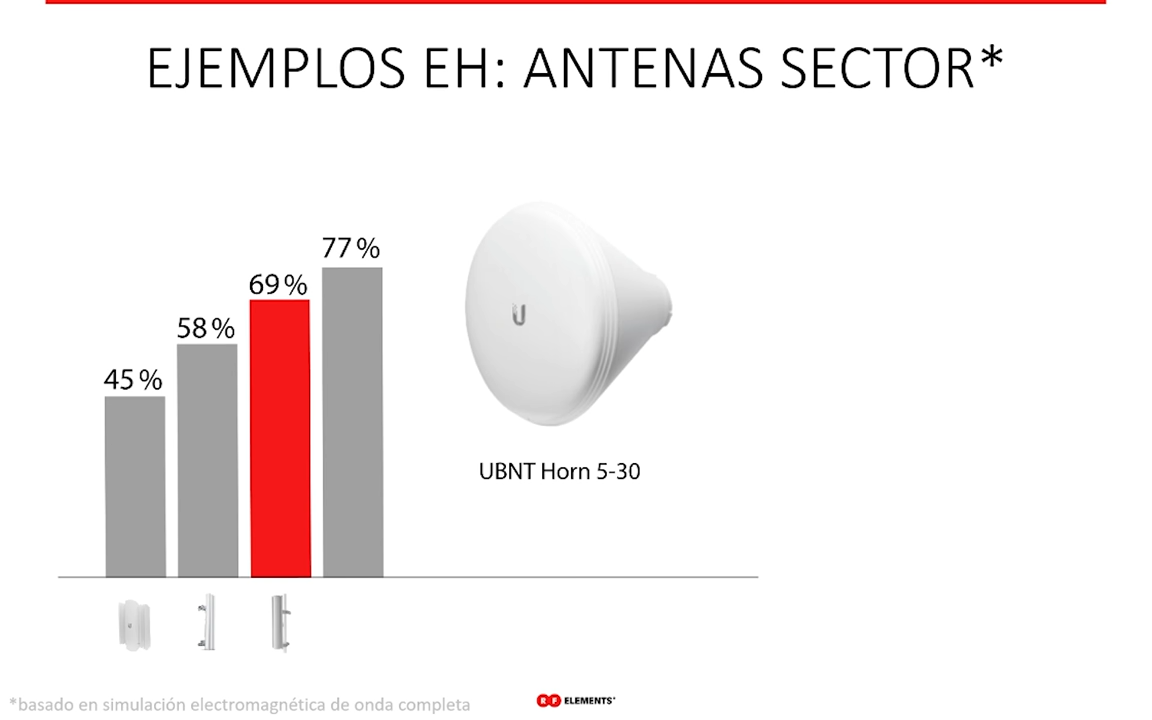 EJEMPLOS EH: ANTENAS SECTOR*
77 %
69 %
58 %
45 %
U
UBNT Horn 5-30
*basado en simulación electromagnética de onda completa
RF ELEMENTS